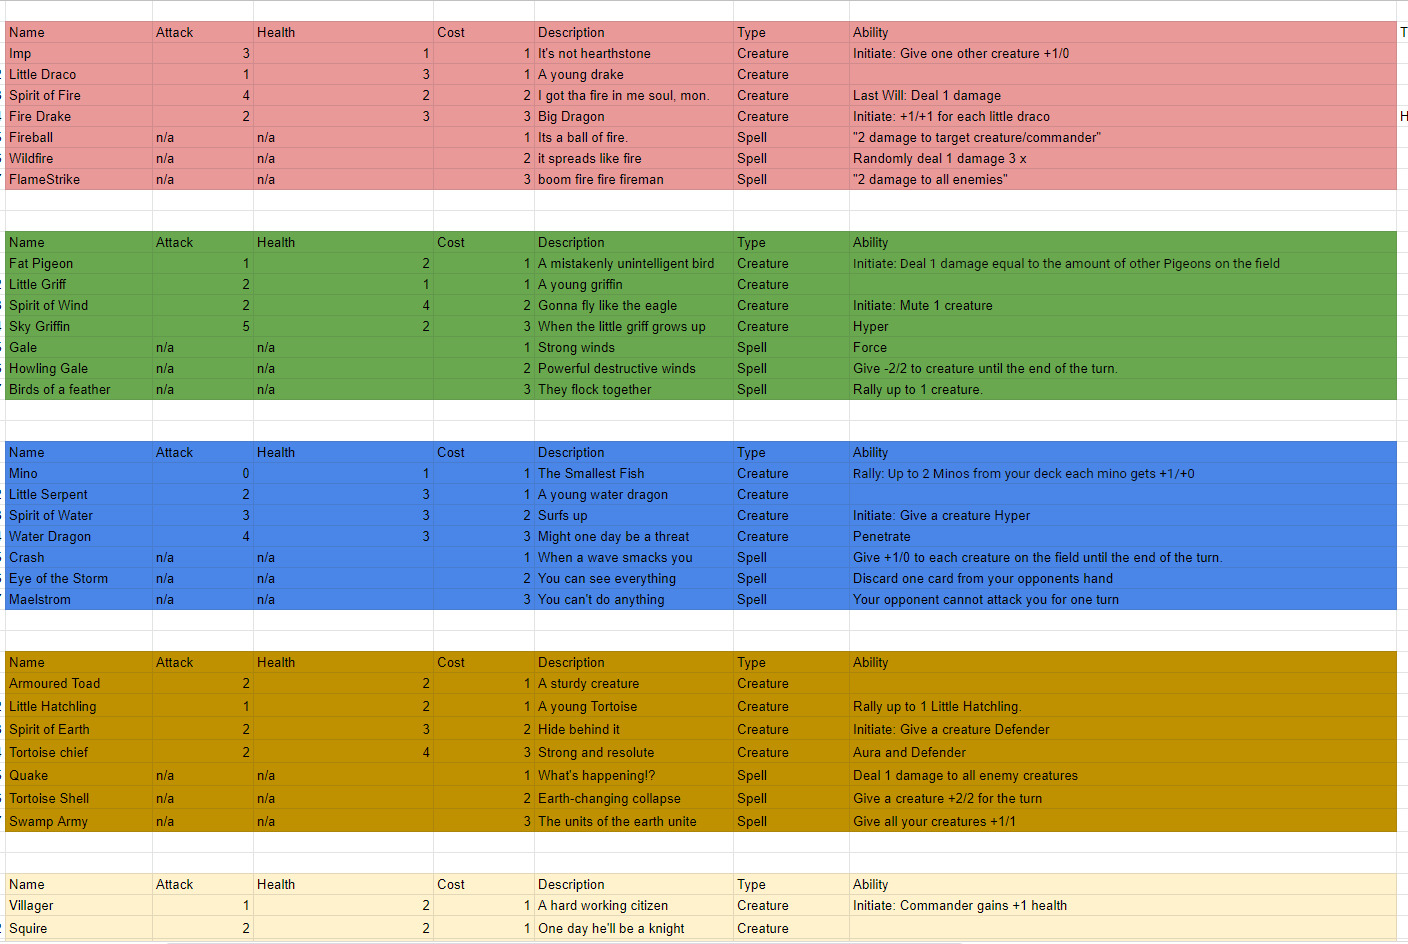 Name Attack Health Cost Description Type Ability T
Imp 3 1 1 It's not hearthstone Creature Initiate: Give one other creature +1/0
Little Draco 1 3 1 A young drake Creature
Spirit of Fire 4 2 2 I got tha fire in me soul, mon. Creature Last Will: Deal 1 damage
Fire Drake 2 3 3 Big Dragon Creature Initiate: +1/+1 for each little draco H
Fireball n/a n/a 1 Its a ball of fire. Spell "2 damage to target creature/commander"
Wildfire n/a n/a 2 it spreads like fire Spell Randomly deal 1 damage 3 x
FlameStrike n/a n/a 3 boom fire fire fireman Spell "2 damage to all enemies"
Name Attack Health Cost Description Type Ability
Fat Pigeon 1 2 1 A mistakenly unintelligent bird Creature Initiate: Deal 1 damage equal to the amount of other Pigeons on the field
Little Griff 2 1 1 A young griffin Creature
Spirit of Wind 2 4 2 Gonna fly like the eagle Creature Initiate: Mute 1 creature
Sky Griffin 5 2 3 When the little griff grows up Creature Hyper
Gale n/a n/a 1 Strong winds Spell Force
Howling Gale n/a n/a 2 Powerful destructive winds Spell Give -2/2 to creature until the end of the turn.
Birds of a feather n/a n/a 3 They flock together Spell Rally up to 1 creature.
Name Attack Health Cost Description Type Ability
Mino 0 1 1 The Smallest Fish Creature Rally: Up to 2 Minos from your deck each mino gets +1/+0
Little Serpent 2 3 1 A young water dragon Creature
Spirit of Water 3 3 2 Surfs up Creature Initiate: Give a creature Hyper
Water Dragon 4 3 3 Might one day be a threat Creature Penetrate
Crash n/a n/a 1 When a wave smacks you Spell Give +1/0 to each creature on the field until the end of the turn.
Eye of the Storm n/a n/a 2 You can see everything Spell Discard one card from your opponents hand
Maelstrom n/a n/a 3 You can't do anything Spell Your opponent cannot attack you for one turn
Name Attack Health Cost Description Type Ability
Armoured Toad 2 2 1 A sturdy creature Creature
Little Hatchling 1 2 1 A young Tortoise Creature Rally up to 1 Little Hatchling.
Spirit of Earth 2 3 2 Hide behind it Creature Initiate: Give a creature Defender
Tortoise chief 2 4 3 Strong and resolute Creature Aura and Defender
Quake n/a n/a 1 What's happening!? Spell Deal 1 damage to all enemy creatures
Tortoise Shell n/a n/a 2 Earth-changing collapse Spell Give a creature +2/2 for the turn
Swamp Army n/a n/a 3 The units of the earth unite Spell Give all your creatures +1/1
Name Attack Health Cost Description Type Ability
Villager 1 2 1 A hard working citizen Creature Initiate: Commander gains +1 health
Squire 2 2 1 One day he'll be a knight Creature